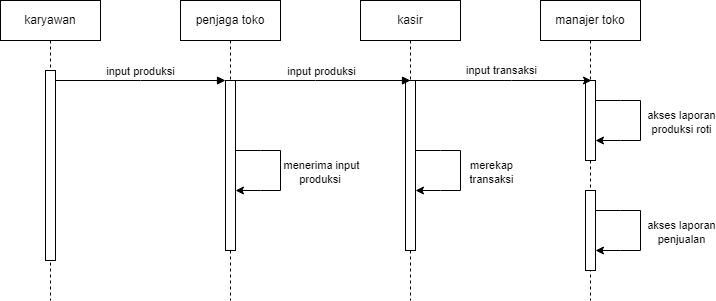 karyawan
penjaga toko
kasir
manajer toko
input produksi
input produksi
input transaksi
akses laporan
produksi roti
menerima input
produksi
merekap
transaksi
akses laporan
penjualan